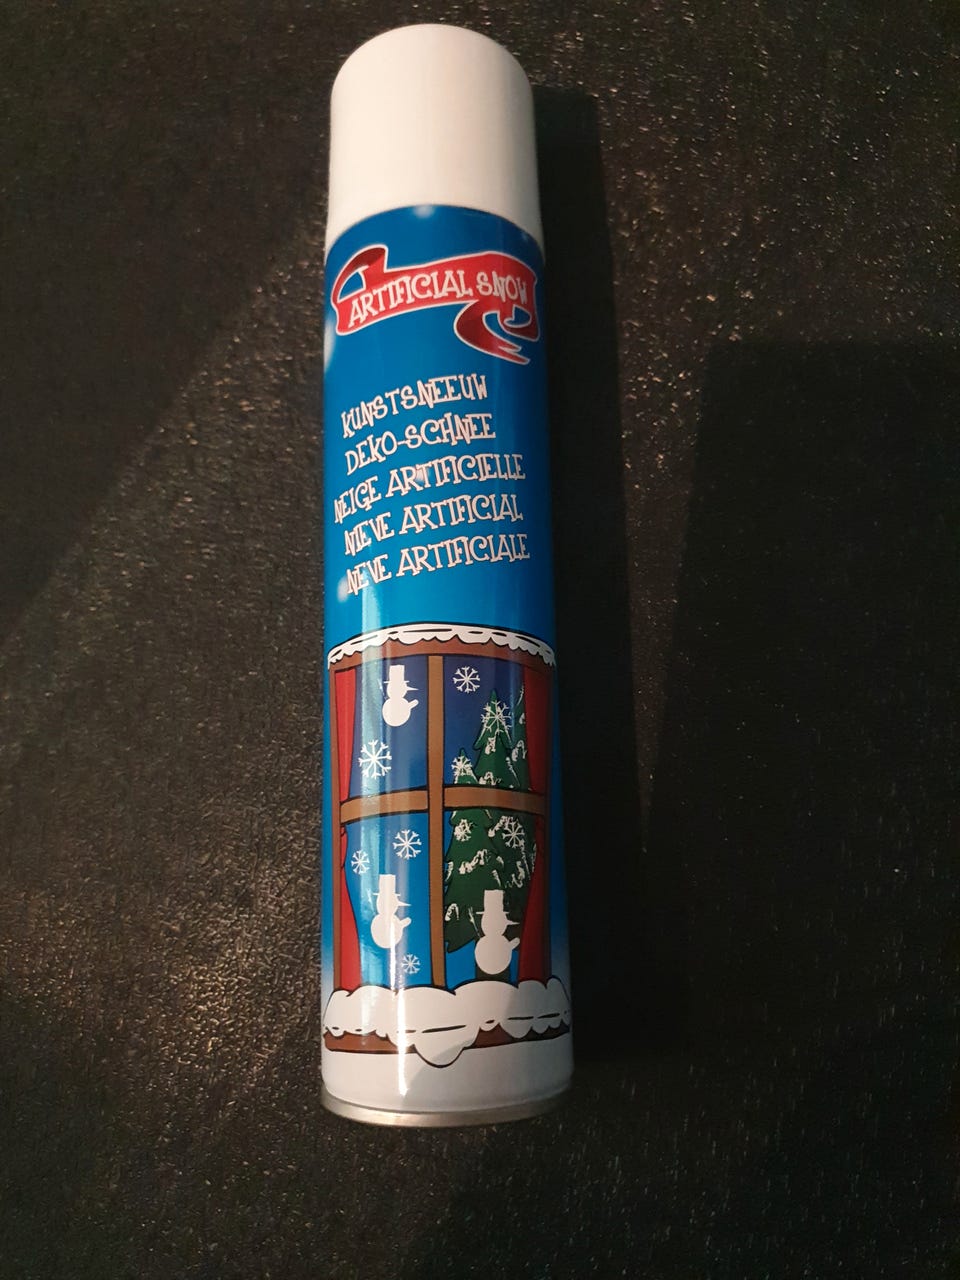 ARTIFICIAL SNOW
KUNSTSNEEUW
DEKO-SCHNEE
NEIGE ARTIFICIELLE
NIEVE ARTIFICIAL
NEVE ARTIFICIALE